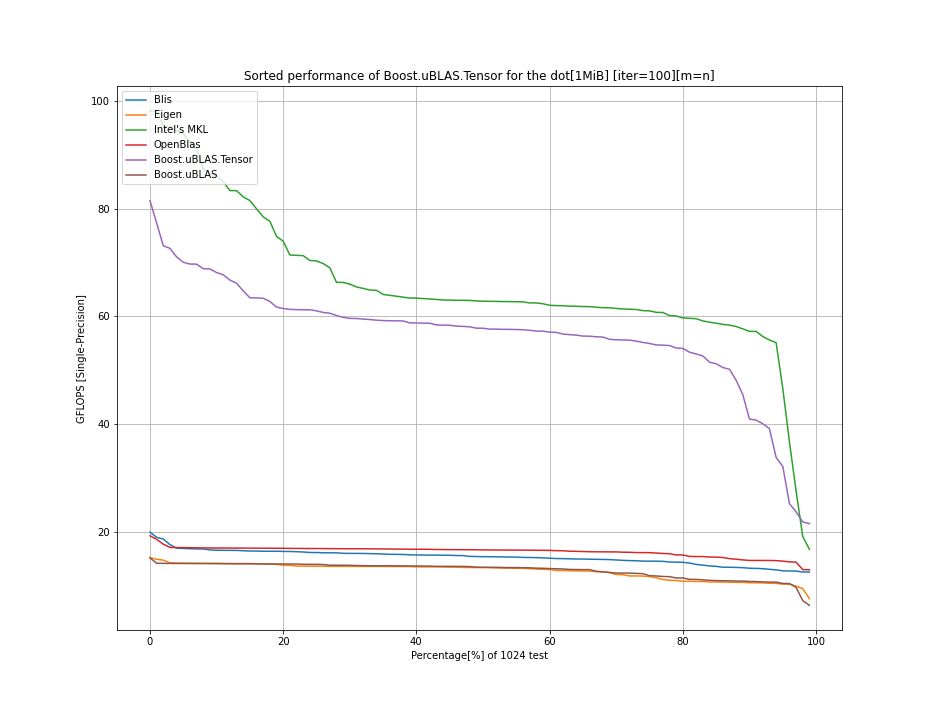 Sorted performance of Boost.uBLAS.Tensor for the dot[1MiB] [iter=100][m=n]
Blis
Eigen
Intel's MKL
OpenBlas
Boost.uBLAS.Tensor
Boost.uBLAS
GFLOPS [Single-Precision]
100
80
60
40
20
0
20
40
60
80
100
Percentage[%] of 1024 test